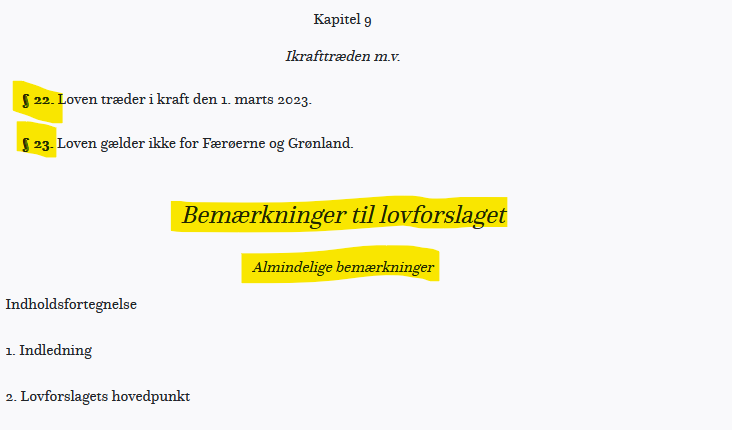 Kapitel 9
Ikrafttræden m.v.
§ 22. Loven træder i kraft den 1. marts 2023.
§ 23. Loven gælder ikke for Færøerne og Grønland.
Bemærkninger til lovforslaget
Almindelige bemærkninger
Indholdsfortegnelse
1. Indledning
2. Lovforslagets hovedpunkt